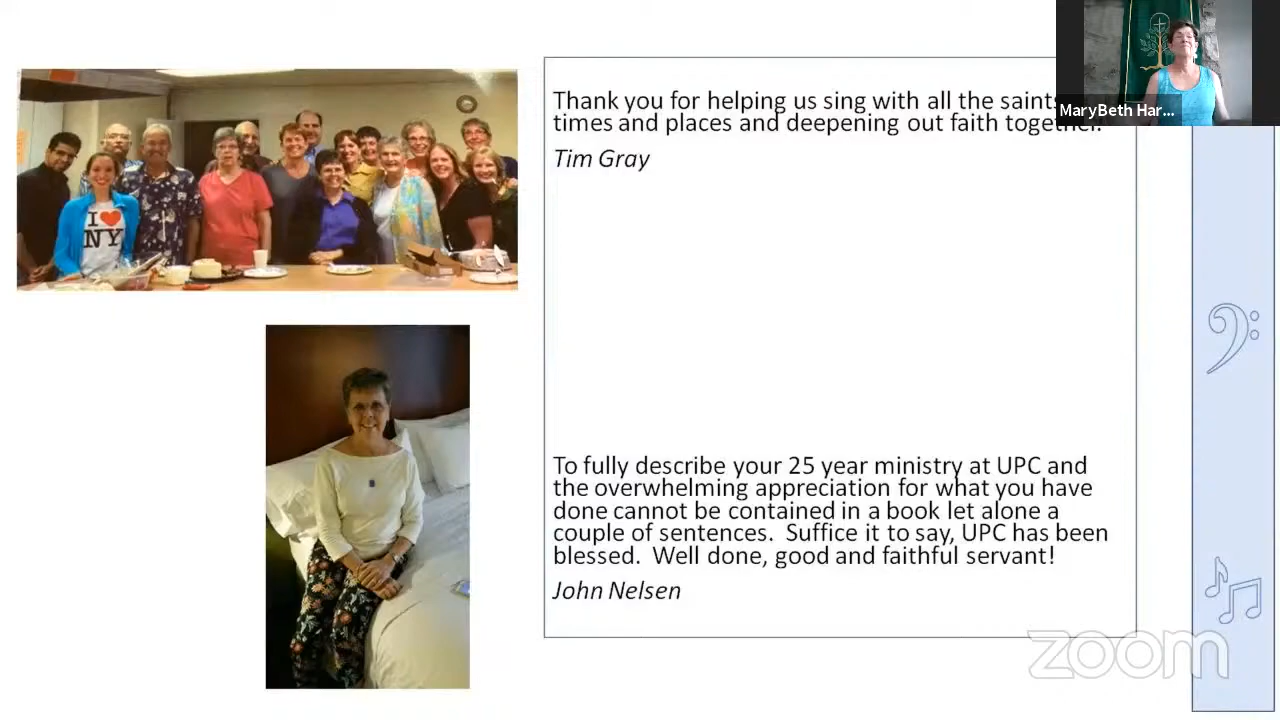 I ❤ NY
Thank you for helping us sing with all the saints
times and places and deepening out faith together.
Tim Gray
To fully describe your 25 year ministry at UPC and
the overwhelming appreciation for what you have
done cannot be contained in a book let alone a
couple of sentences.  Suffice it to say, UPC has been
blessed.  Well done, good and faithful servant!
John Nelsen
MaryBeth Har...
zoom